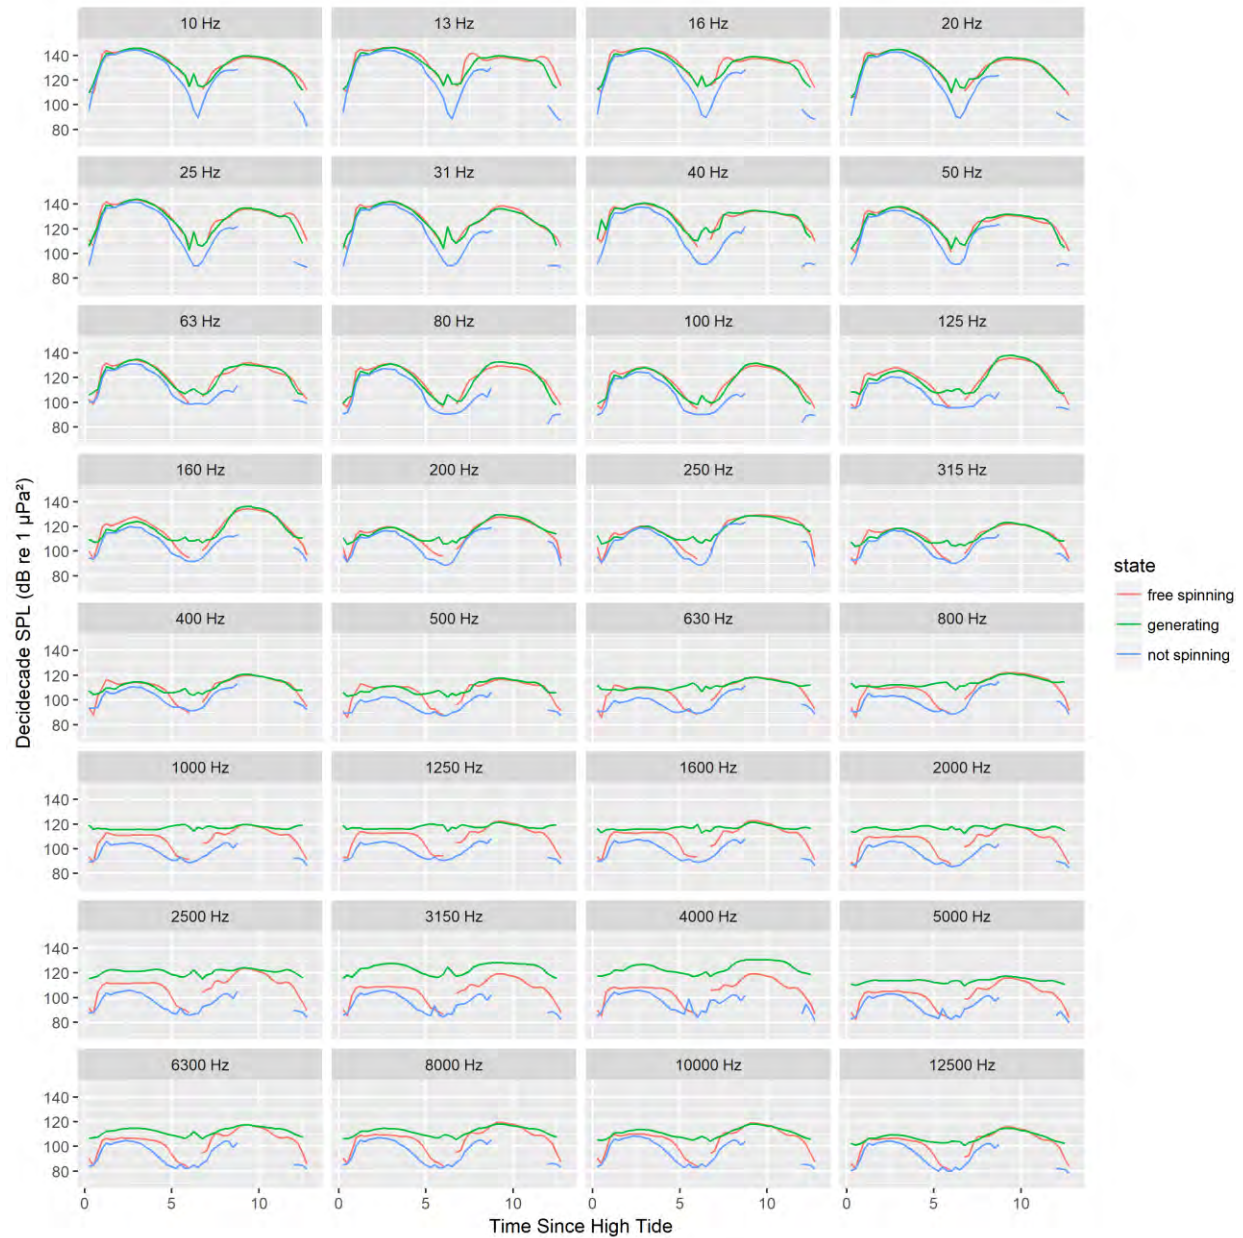 10 Hz 13 Hz 16 Hz 20 Hz
140
120
100
80
25 Hz 31 Hz 40 Hz 50 Hz
140
120
100
80
63 Hz 80 Hz 100 Hz 125 Hz
140
120
100
80
160 Hz 200 Hz 250 Hz 315 Hz
140
120
100
80
Decidecade SPL (dB re 1 μPa²)
state
free spinning
generating
not spinning
400 Hz 500 Hz 630 Hz 800 Hz
140
120
100
80
1000 Hz 1250 Hz 1600 Hz 2000 Hz
140
120
100
80
2500 Hz 3150 Hz 4000 Hz 5000 Hz
140
120
100
80
6300 Hz 8000 Hz 10000 Hz 12500 Hz
140
120
100
80
0 5 10 0 5 10 0 5 10 0 5 10
Time Since High Tide